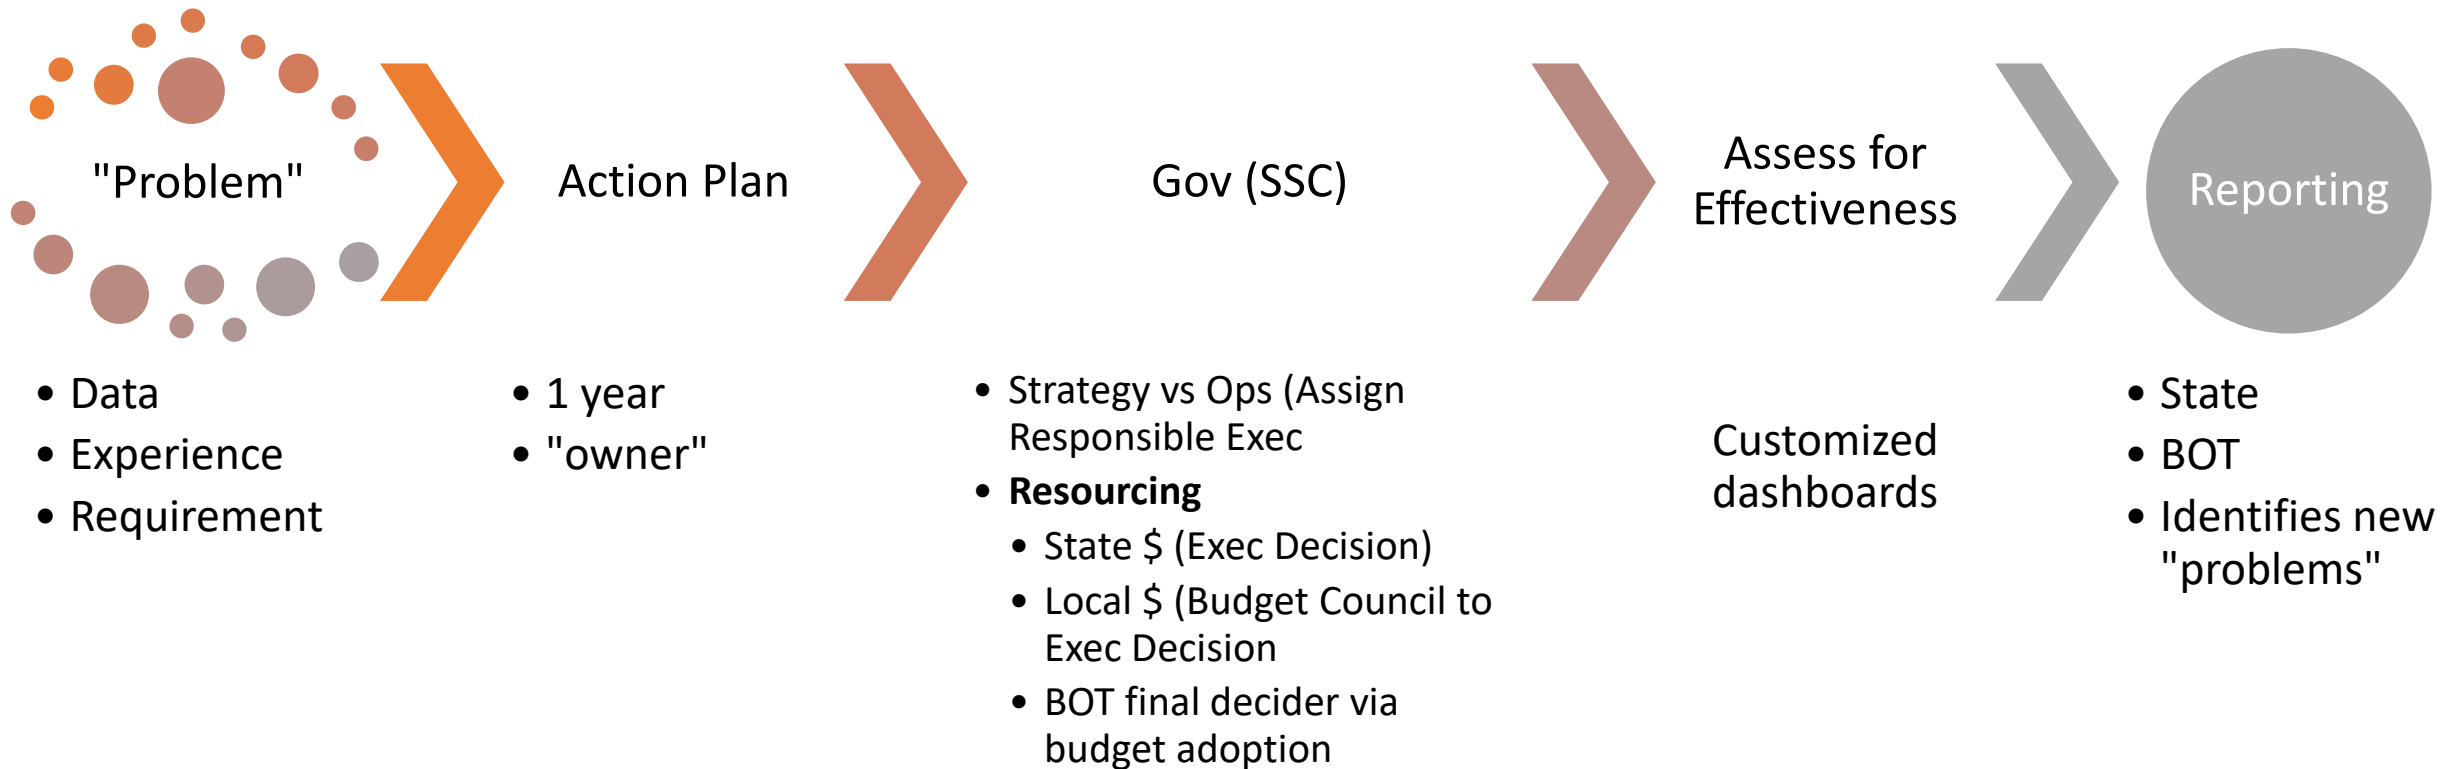 "Problem"
• Data
• Experience
• Requirement
Action Plan
• 1 year
• "owner"
Gov (SSC)
• Strategy vs Ops (Assign
Responsible Exec
• Resourcing
• State $ (Exec Decision)
• Local $ (Budget Council to
Exec Decision
• BOT final decider via
budget adoption
Assess for
Effectiveness
Customized
dashboards
Reporting
• State
• BOT
• Identifies new
"problems"